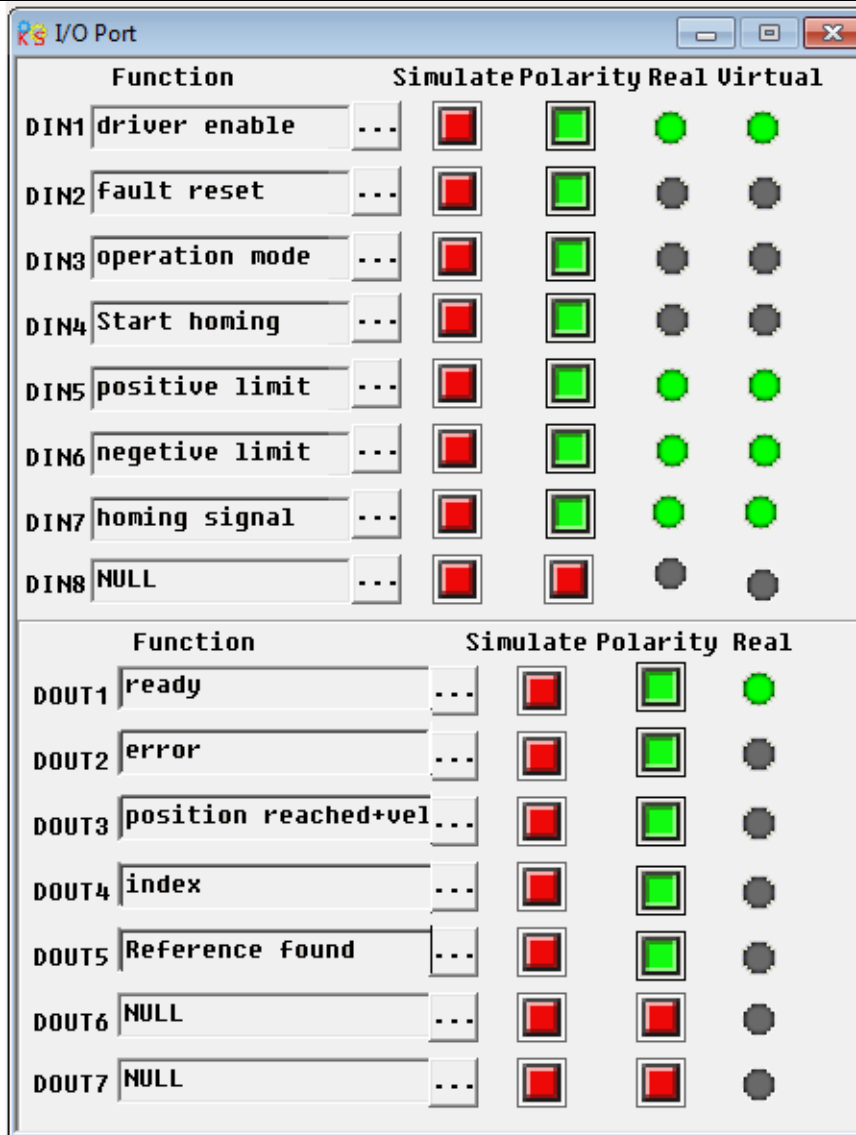 I/O Port
Function Simulate Polarity Real Virtual
DIN1 driver enable ...
DIN2 fault reset ...
DIN3 operation mode ...
DIN4 Start homing ...
DIN5 positive limit ...
DIN6 negetive limit ...
DIN7 homing signal ...
DIN8 NULL ...
Function Simulate Polarity Real
DOUT1 ready ...
DOUT2 error ...
DOUT3 position reached+vel ...
DOUT4 index ...
DOUT5 Reference found ...
DOUT6 NULL ...
DOUT7 NULL ...